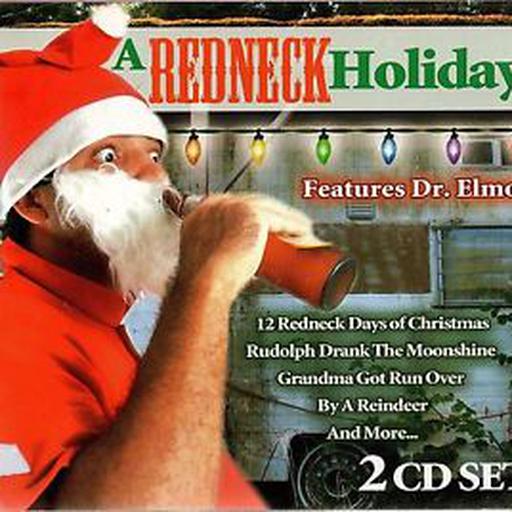 A REDNECK Holiday
Features Dr. Elmo
12 Redneck Days of Christmas
Rudolph Drank The Moonshine
Grandma Got Run Over
By A Reindeer
And More...
2 CD SET